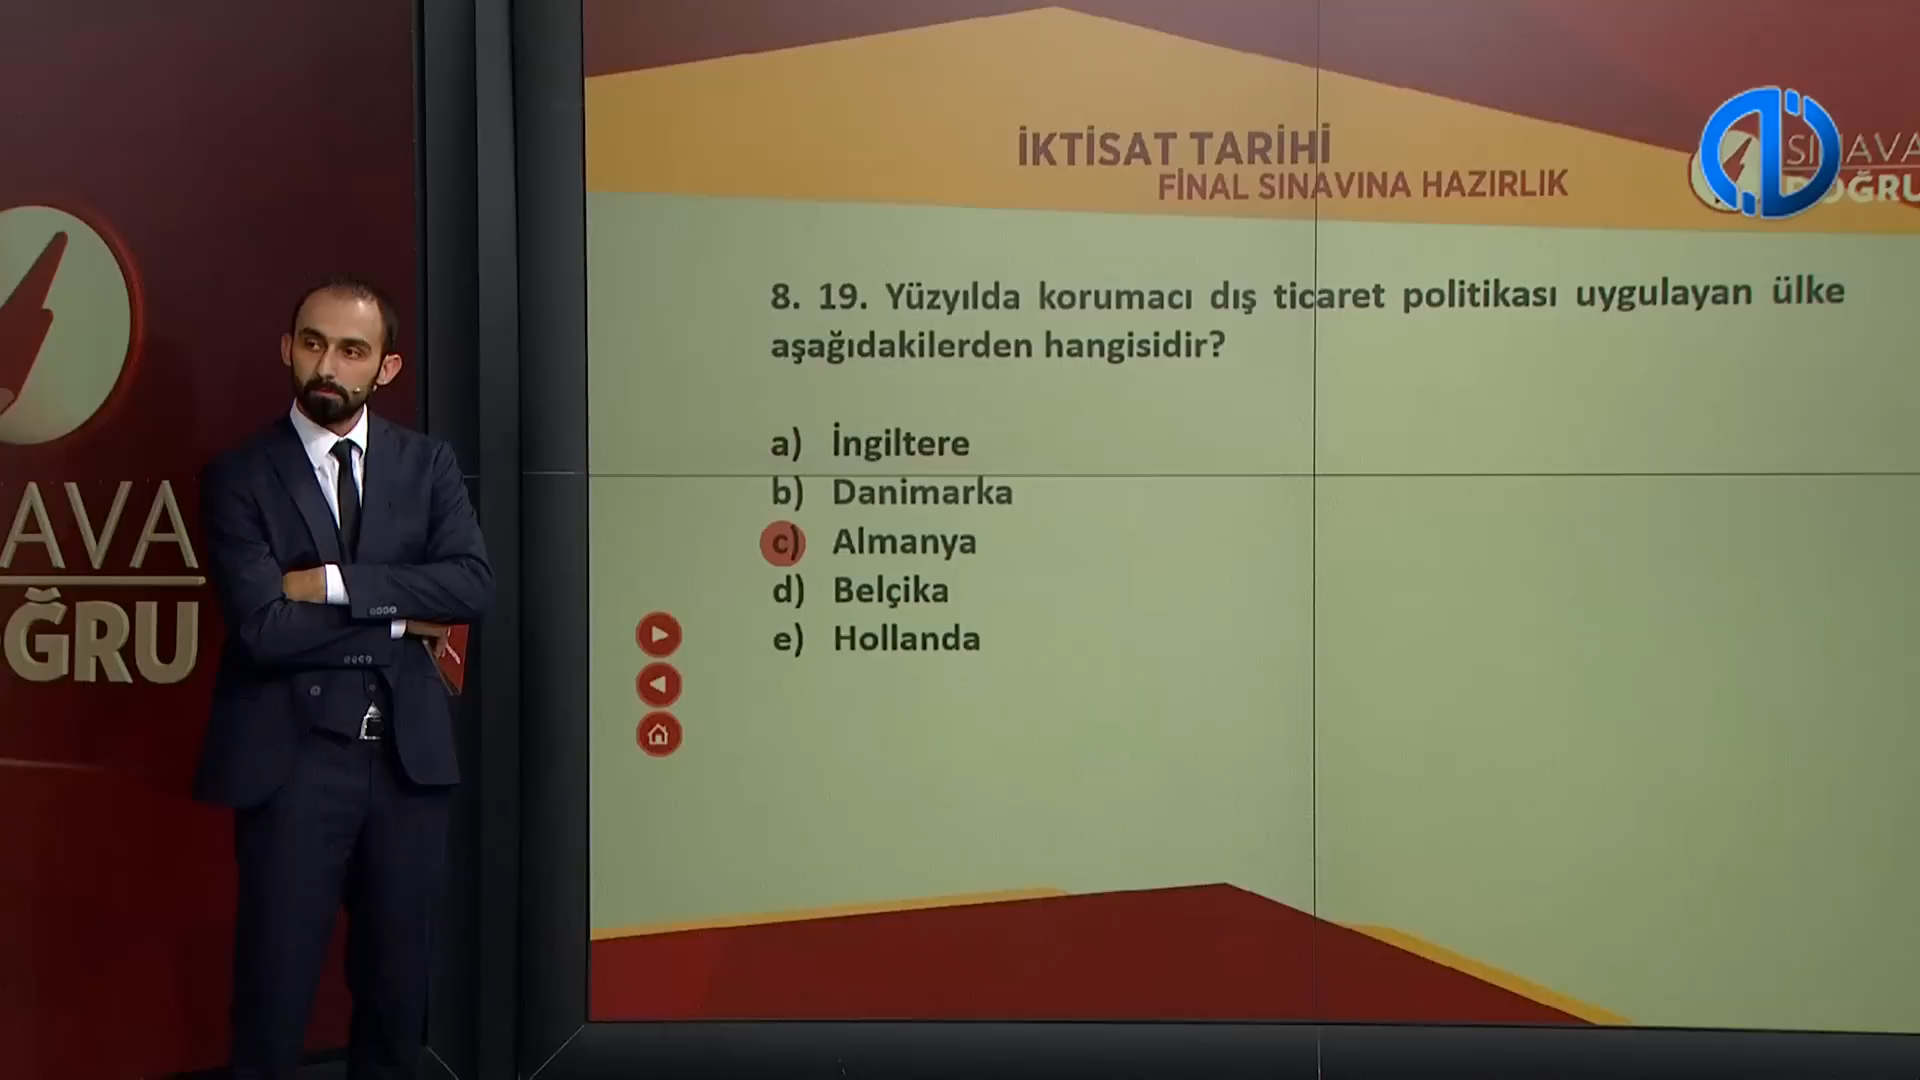 İKTİSAT TARİHİ
FİNAL SINAVINA HAZIRLIK
8. 19. Yüzyılda korumacı dış ticaret politikası uygulayan ülke
aşağıdakilerden hangisidir?
a) İngiltere
b) Danimarka
c) Almanya
d) Belçika
e) Hollanda
AVA
ĞRU